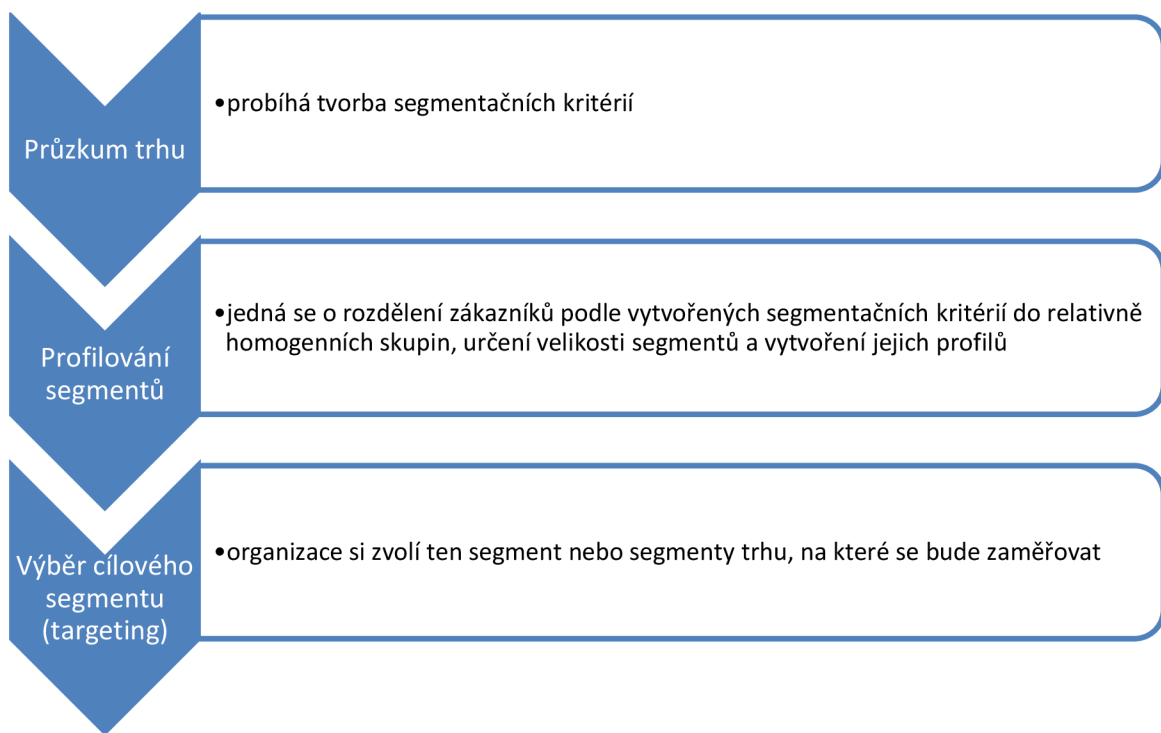 Průzkum trhu
•probíhá tvorba segmentačních kritérií
Profilování
segmentů
•jedná se o rozdělení zákazníků podle vytvořených segmentačních kritérií do relativně
homogenních skupin, určení velikosti segmentů a vytvoření jejich profilů
Výběr cílového
segmentu
(targeting)
•organizace si zvolí ten segment nebo segmenty trhu, na které se bude zaměřovat